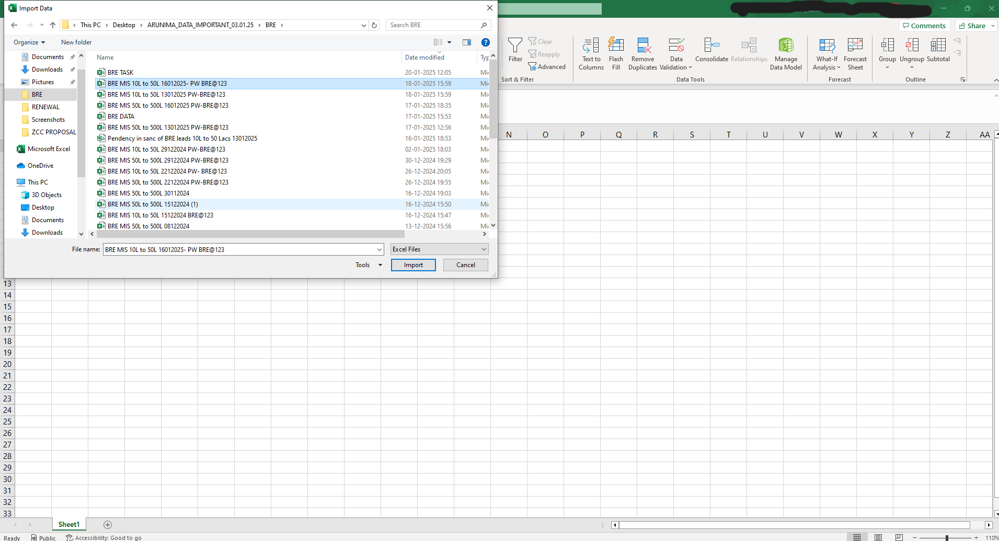 Import Data
This PC
Desktop
ARUNIMA_DATA_IMPORTANT_03.01.25
BRE
Search BRE
Organize
New folder
Documents
Downloads
Pictures
BRE
RENEWAL
Screenshots
ZCC PROPOSAL
Microsoft Excel
OneDrive
This PC
3D Objects
Desktop
Documents
Downloads
Name Date modified Typ
BRE TASK 20-01-2025 12:05 Mi
BRE MIS 10L to 50L 16012025- PW BRE@123 18-01-2025 15:59 Mi
BRE MIS 10L to 50L 13012025 PW-BRE@123 18-01-2025 15:59 Mi
BRE MIS 50L to 500L 16012025 PW-BRE@123 17-01-2025 18:35 Mi
BRE DATA 17-01-2025 15:53 Mi
BRE MIS 50L to 500L 13012025 PW-BRE@123 17-01-2025 12:56 Mi
Pendency in sanc of BRE leads 10L to 50 Lacs 13012025 16-01-2025 18:53 Mi
BRE MIS 10L to 50L 29122024 PW-BRE@123 02-01-2025 18:03 Mi
BRE MIS 50L to 500L 29122024 PW-BRE@123 30-12-2024 19:29 Mi
BRE MIS 10L to 50L 22122024 PW- BRE@123 26-12-2024 20:05 Mi
BRE MIS 50L to 500L 22122024 PW-BRE@123 26-12-2024 19:55 Mi
BRE MIS 50L to 500L 30112024 16-12-2024 19:03 Mi
BRE MIS 50L to 500L 15122024 (1) 16-12-2024 15:50 Mi
BRE MIS 10L to 50L 15122024 BRE@123 16-12-2024 15:47 Mi
BRE MIS 50L to 500L 08122024 13-12-2024 15:56 Mi
File name: BRE MIS 10L to 50L 16012025- PW BRE@123 Excel Files
Tools Import Cancel
Comments Share
Filter
Clear
Reapply
Advanced
Sort & Filter
Text to Columns
Flash Fill
Remove Duplicates
Data Validation
Consolidate
Relationships
Manage Data Model
Data Tools
What-If Analysis
Forecast Sheet
Forecast
Group
Ungroup
Subtotal
Outline
N O P Q R S T U V W X Y Z AA
13
14
15
16
17
18
19
20
21
22
23
24
25
26
27
28
29
30
31
32
33
Sheet1
Ready Public Accessibility: Good to go 110%